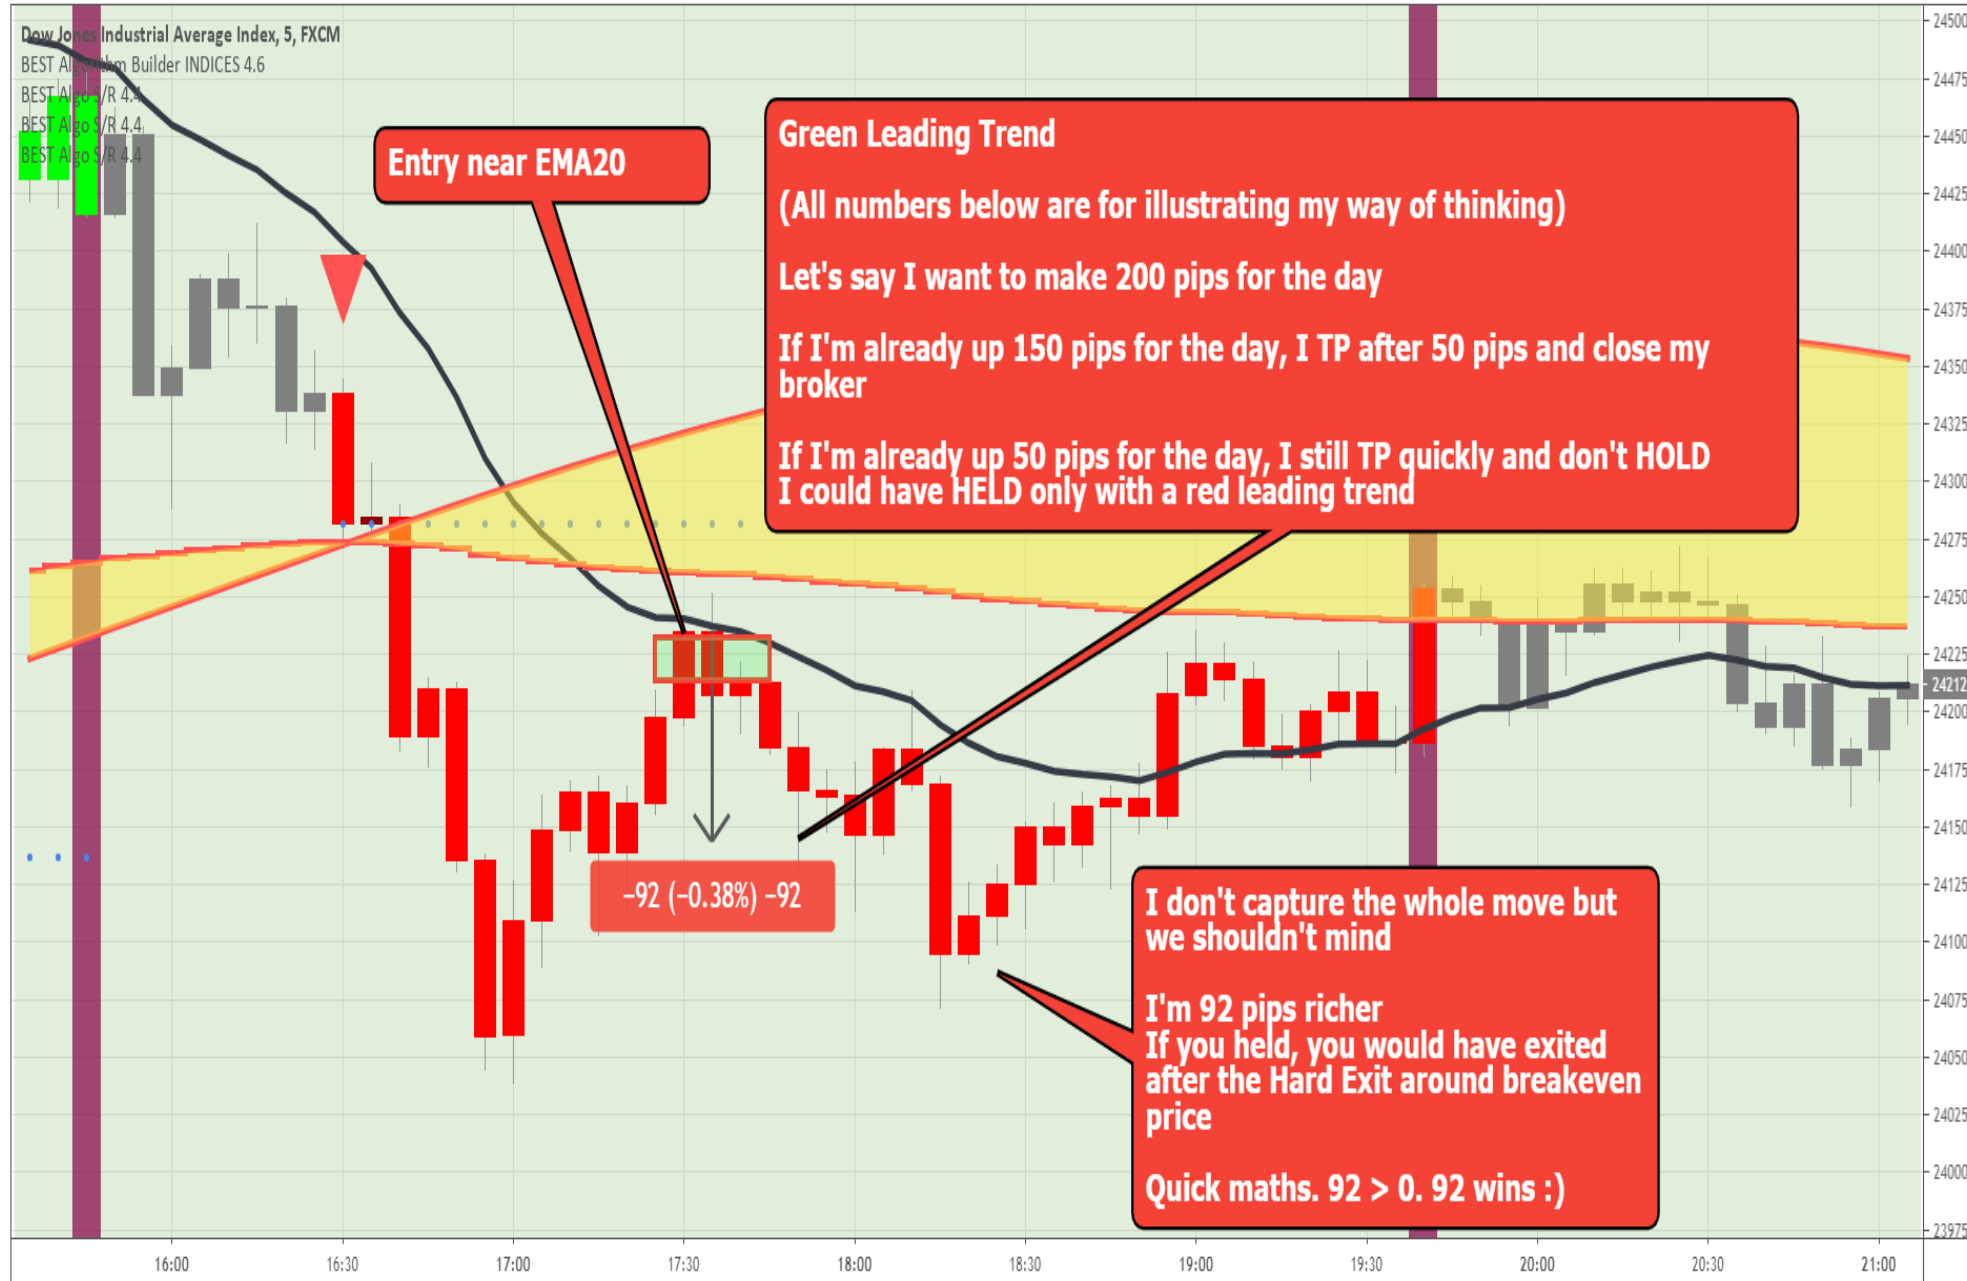 Dow Jones Industrial Average Index, 5, FXCM
BEST Algorithm Builder INDICES 4.6
BEST Algo S/R 4.4
BEST Algo S/R 4.4
BEST Algo S/R 4.4
Entry near EMA20
Green Leading Trend
(All numbers below are for illustrating my way of thinking)
Let's say I want to make 200 pips for the day
If I'm already up 150 pips for the day, I TP after 50 pips and close my
broker
If I'm already up 50 pips for the day, I still TP quickly and don't HOLD
I could have HELD only with a red leading trend
−92 (−0.38%) −92
I don't capture the whole move but
we shouldn't mind
I'm 92 pips richer
If you held, you would have exited
after the Hard Exit around breakeven
price
Quick maths. 92 > 0. 92 wins :)
24500
24475
24450
24425
24400
24375
24350
24325
24300
24275
24250
24225
24212
24200
24175
24150
24125
24100
24075
24050
24025
24000
23975
16:00 16:30 17:00 17:30 18:00 18:30 19:00 19:30 20:00 20:30 21:00